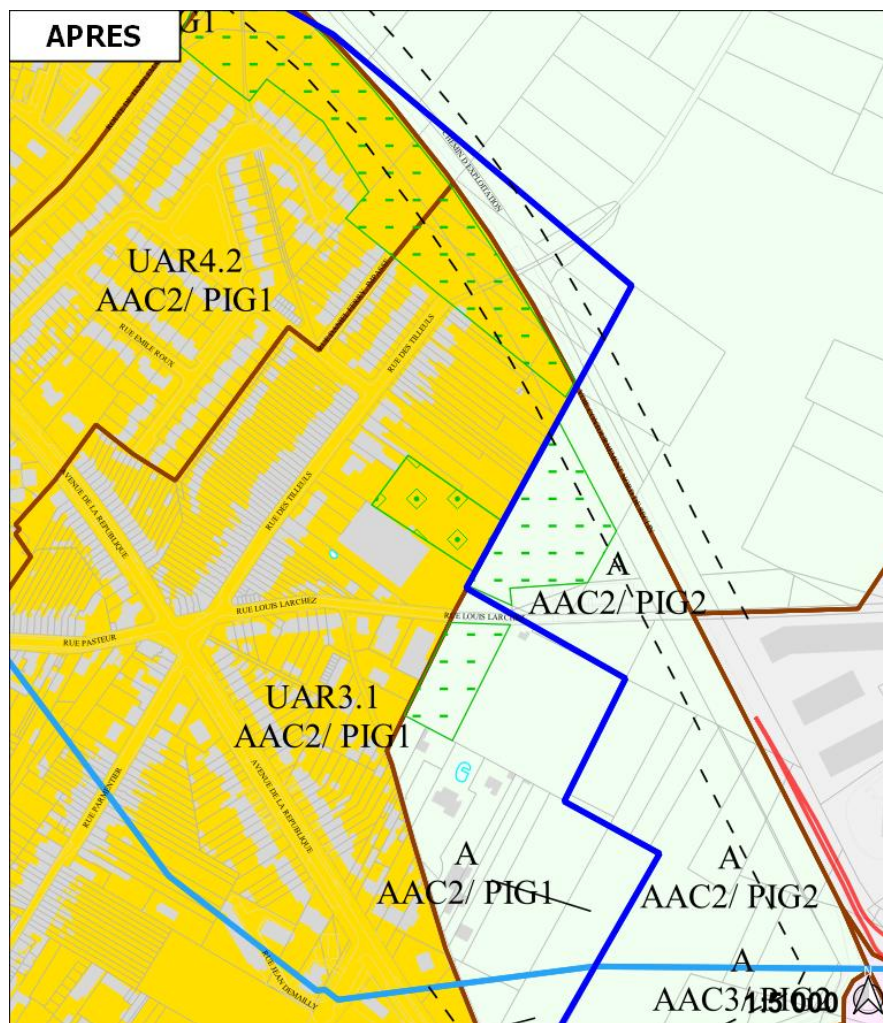 APRES
G1
CHEMIN D'EXPLOITATION
UAR4.2
AAC2/ PIG1
RUE EMILE ROUX
RUE DES TILLEULS
AVENUE DE LA REPUBLIQUE
RUE DES TILLEULS
A
AAC2/ PIG2
RUE LOUIS LARCHEZ
RUE LOUIS LARCHEZ
RUE PASTEUR
UAR3.1
AAC2/ PIG1
RUE PARMENTIER
AVENUE DE LA REPUBLIQUE
A
AAC2/ PIG1
A
AAC2/ PIG2
RUE JEAN DEMAILLY
A
AAC3/ PIG2
1:5 000
N